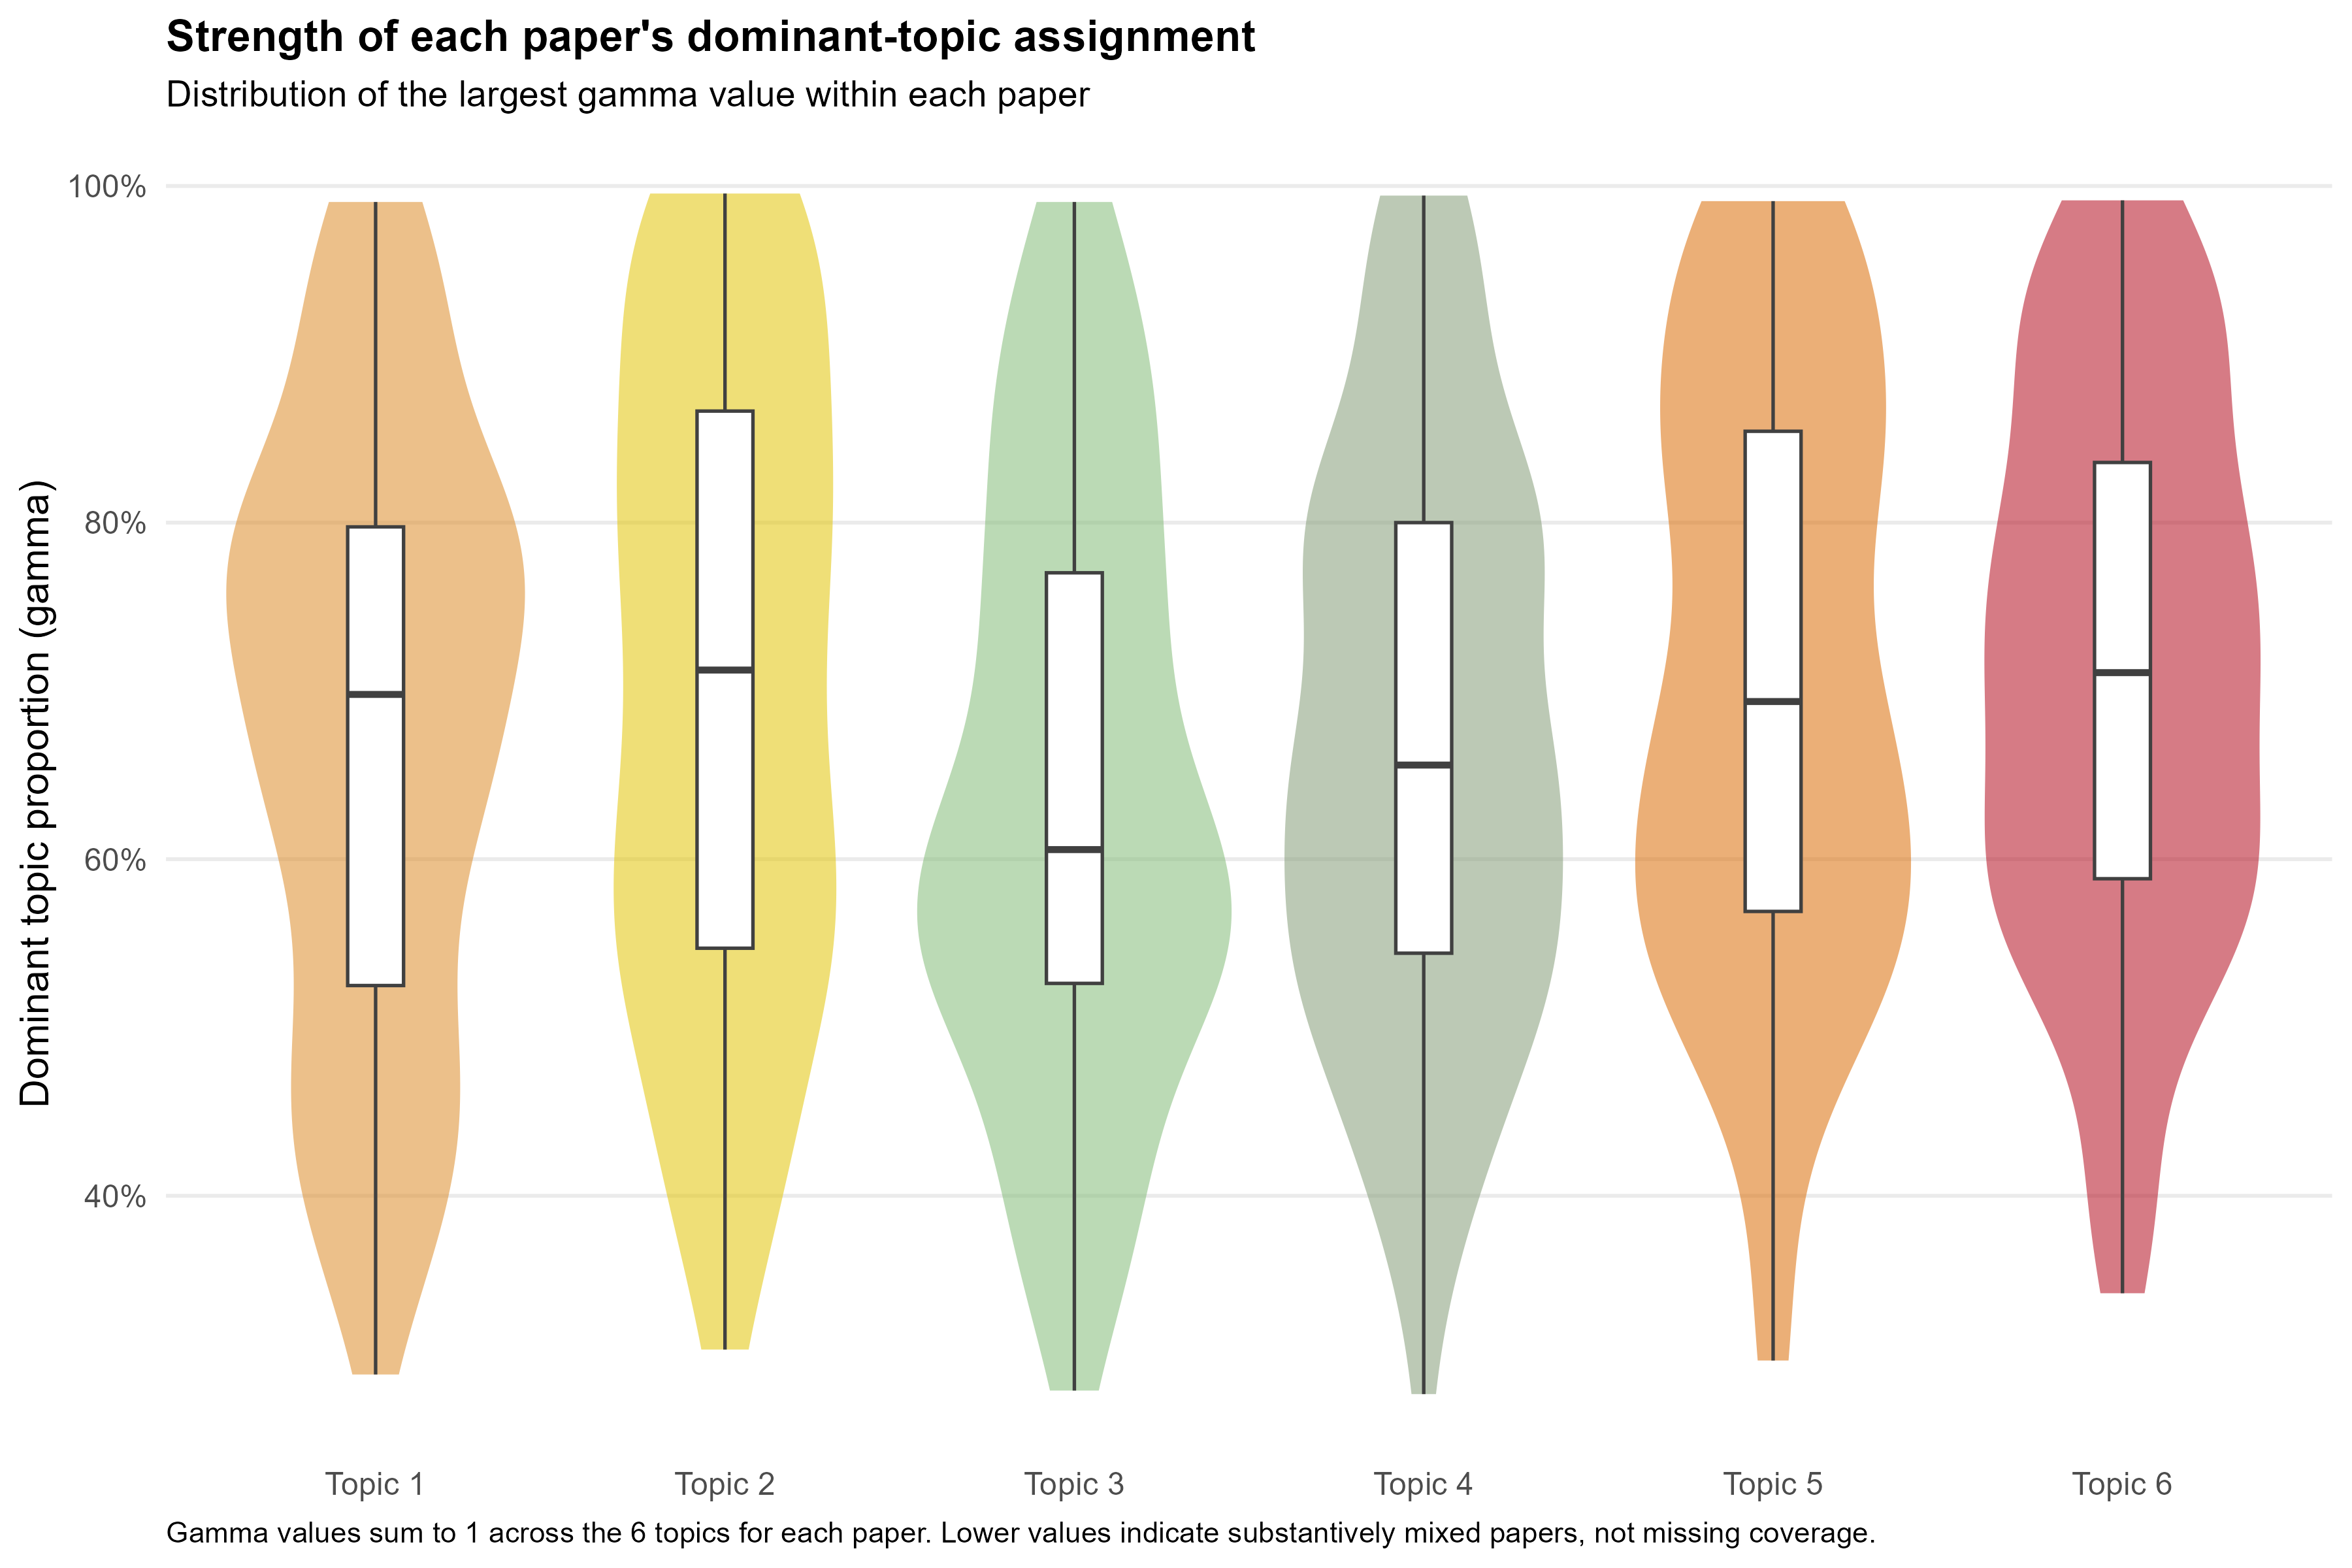 Strength of each paper's dominant-topic assignment
Distribution of the largest gamma value within each paper
100%
80%
60%
40%
Dominant topic proportion (gamma)
Topic 1
Topic 2
Topic 3
Topic 4
Topic 5
Topic 6
Gamma values sum to 1 across the 6 topics for each paper. Lower values indicate substantively mixed papers, not missing coverage.